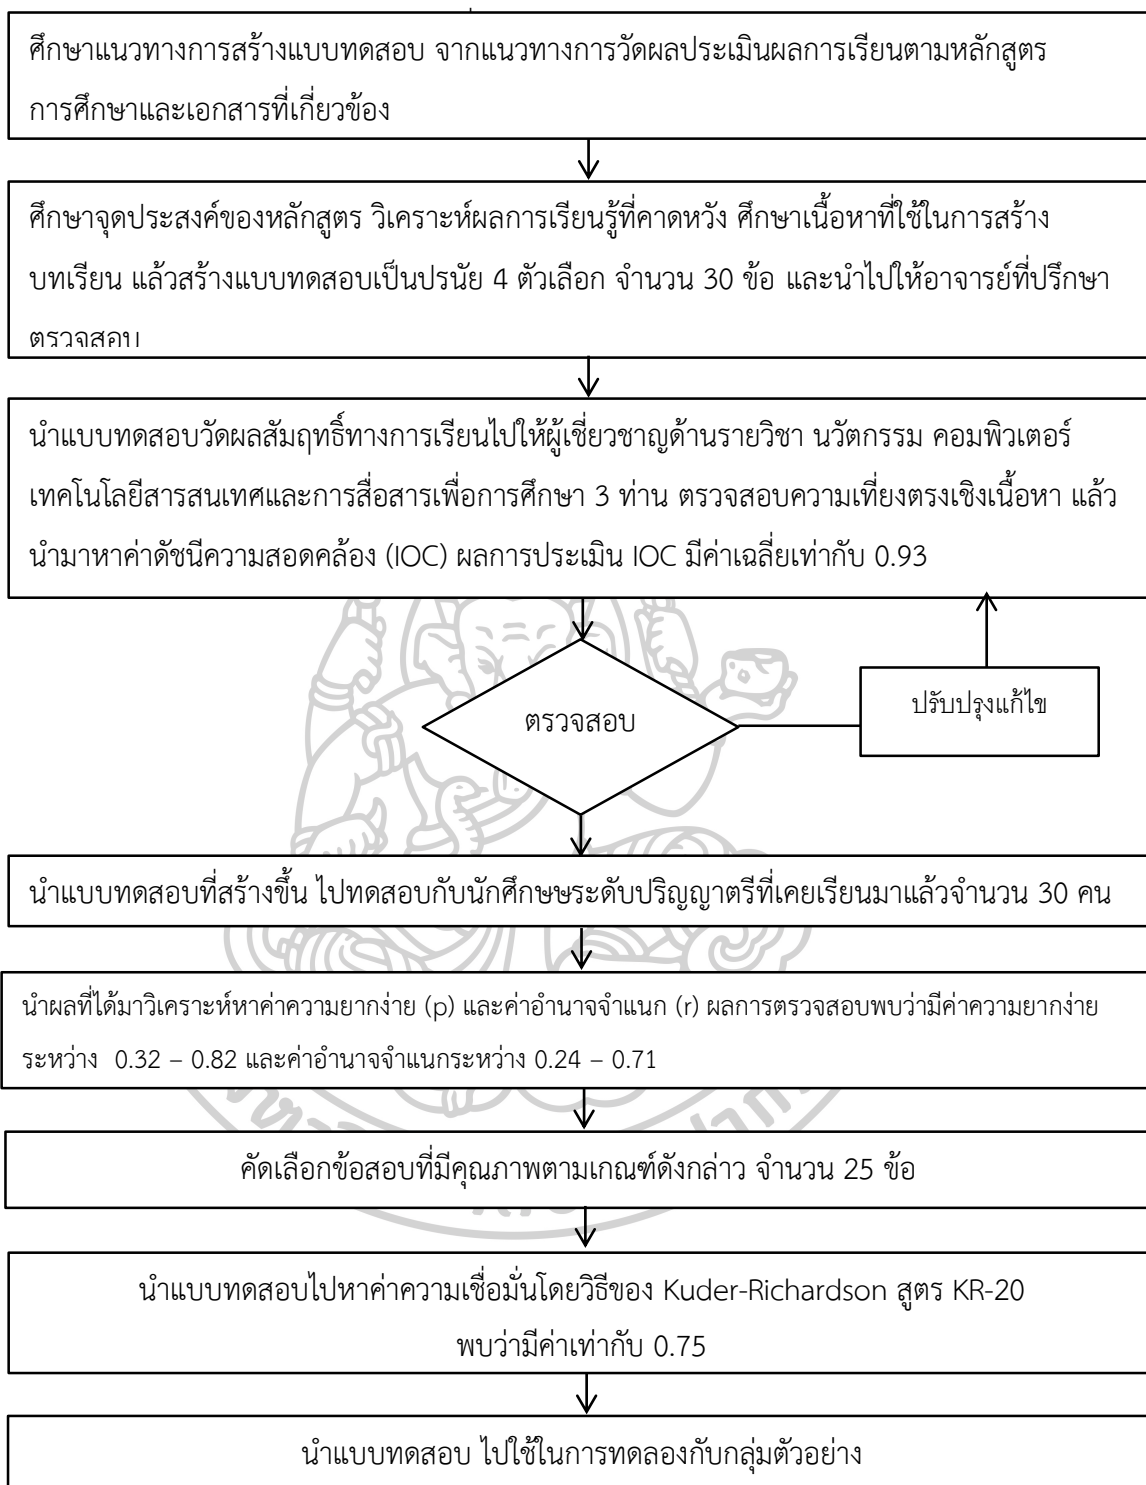 ศึกษาแนวทางการสร้างแบบทดสอบ จากแนวทางการวัดผลประเมินผลการเรียนตามหลักสูตร
การศึกษาและเอกสารที่เกี่ยวข้อง
ศึกษาจุดประสงค์ของหลักสูตร วิเคราะห์ผลการเรียนรู้ที่คาดหวัง ศึกษาเนื้อหาที่ใช้ในการสร้าง
บทเรียน แล้วสร้างแบบทดสอบเป็นปรนัย 4 ตัวเลือก จำนวน 30 ข้อ และนำไปให้อาจารย์ที่ปรึกษา
ตรวจสอบ
นำแบบทดสอบวัดผลสัมฤทธิ์ทางการเรียนไปให้ผู้เชี่ยวชาญด้านรายวิชา นวัตกรรม คอมพิวเตอร์
เทคโนโลยีสารสนเทศและการสื่อสารเพื่อการศึกษา 3 ท่าน ตรวจสอบความเที่ยงตรงเชิงเนื้อหา แล้ว
นำมาหาค่าดัชนีความสอดคล้อง (IOC) ผลการประเมิน IOC มีค่าเฉลี่ยเท่ากับ 0.93
ตรวจสอบ
ปรับปรุงแก้ไข
นำแบบทดสอบที่สร้างขึ้น ไปทดสอบกับนักศึกษษระดับปริญญาตรีที่เคยเรียนมาแล้วจำนวน 30 คน
นำผลที่ได้มาวิเคราะห์หาค่าความยากง่าย (p) และค่าอำนาจจำแนก (r) ผลการตรวจสอบพบว่ามีค่าความยากง่าย
ระหว่าง 0.32 – 0.82 และค่าอำนาจจำแนกระหว่าง 0.24 – 0.71
คัดเลือกข้อสอบที่มีคุณภาพตามเกณฑ์ดังกล่าว จำนวน 25 ข้อ
นำแบบทดสอบไปหาค่าความเชื่อมั่นโดยวิธีของ Kuder-Richardson สูตร KR-20
พบว่ามีค่าเท่ากับ 0.75
นำแบบทดสอบ ไปใช้ในการทดลองกับกลุ่มตัวอย่าง